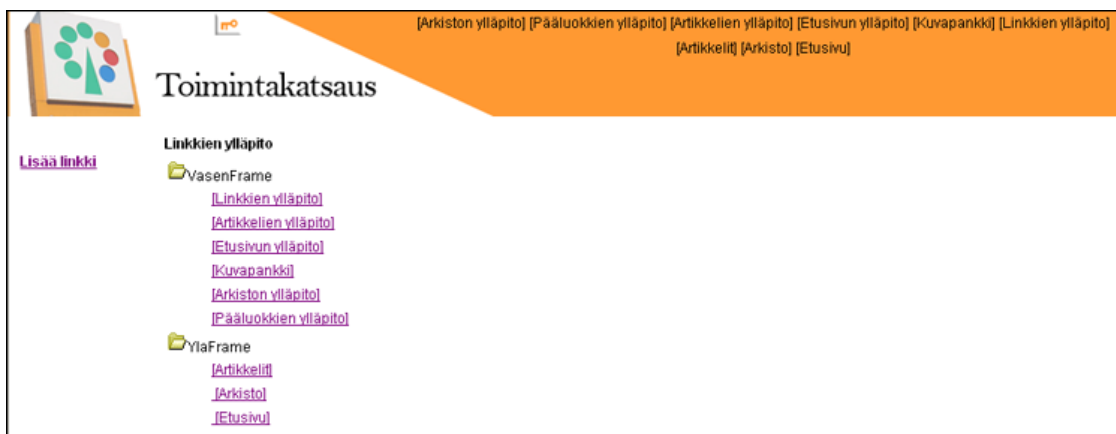 [Arkiston ylläpito] [Pääluokkien ylläpito] [Artikkelien ylläpito] [Etusivun ylläpito] [Kuvapankki] [Linkkien ylläpito]
[Artikkelit] [Arkisto] [Etusivu]
Toimintakatsaus
Lisää linkki
Linkkien ylläpito
VasenFrame
[Linkkien ylläpito]
[Artikkelien ylläpito]
[Etusivun ylläpito]
[Kuvapankki]
[Arkiston ylläpito]
[Pääluokkien ylläpito]
YlaFrame
[Artikkelit]
[Arkisto]
[Etusivu]